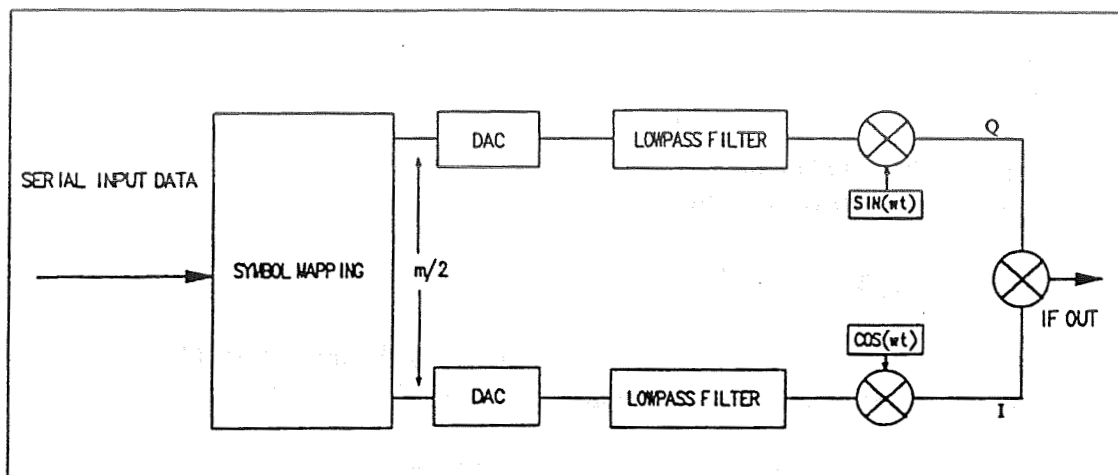 DAC
LOWPASS FILTER
Q
SERIAL INPUT DATA
SIN(wt)
SYMBOL MAPPING
m/2
IF OUT
COS(wt)
DAC
LOWPASS FILTER
I